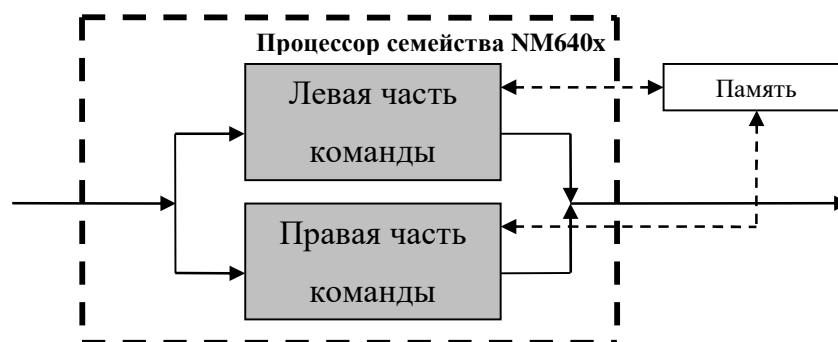 Процессор семейства NM640x
Левая часть
команды
Память
Правая часть
команды